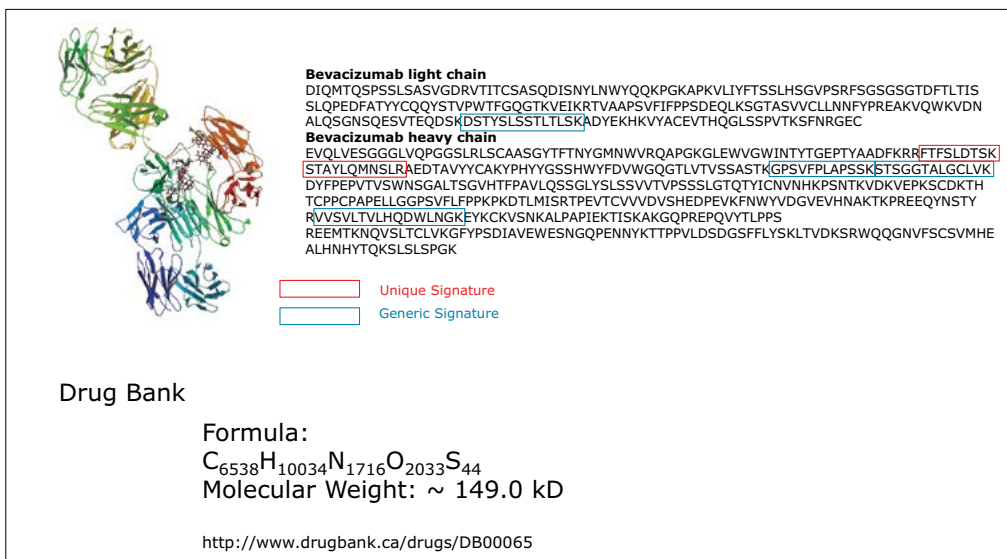 Bevacizumab light chain
DIQMTQSPSSLSASVGDRVTITCSASQDISNYLNWYQQKPGKAPKVLIYFTSSLHSGVPSRFSGSGSGTDFTLTIS
SLQPEDFATYYCQQYSTVPWTFGQGTKVEIKRTVAAPSVFIFPPSDEQLKSGTASVVCLLNNFYPREAKVQWKVDN
ALQSGNSQESVTEQDSKDSTYSLSSTLTLSKADYEKHKVYACEVTHQGLSSPVTKSFNRGEC
Bevacizumab heavy chain
EVQLVESGGGLVQPGGSLRLSCAASGYTFTNYGMNWVRQAPGKGLEWVGWINTYTGEPTYAADFKRRFTFSLDTSK
STAYLQMNSLRAEDTAVYYCAKYPHYYGSSHWYFDVWGQGTLVTVSSASTKGPSVFPLAPSSKSTSGGTALGCLVK
DYFPEPVTVSWNSGALTSGVHTFPAVLQSSGLYSLSSVVTVPSSSLGTQTYICNVNHKPSNTKVDKVEPKSCDKTH
TCPPCPAPELLGGPSVFLFPPKPKDTLMISRTPEVTCVVVDVSHEDPEVKFNWYVDGVEVHNAKTKPREEQYNSTY
RVVSVLTVLHQDWLNGKEYKCKVSNKALPAPIEKTISKAKGQPREPQVYTLPPS
REEMTKNQVSLTCLVKGFYPSDIAVEWESNGQPENNYKTTPPVLDSDGSFFLYSKLTVDKSRWQQGNVFSCSVMHE
ALHNHYTQKSLSLSPGK
Unique Signature
Generic Signature
Drug Bank
Formula:
C6538H10034N1716O2033S44
Molecular Weight: ~ 149.0 kD
http://www.drugbank.ca/drugs/DB00065